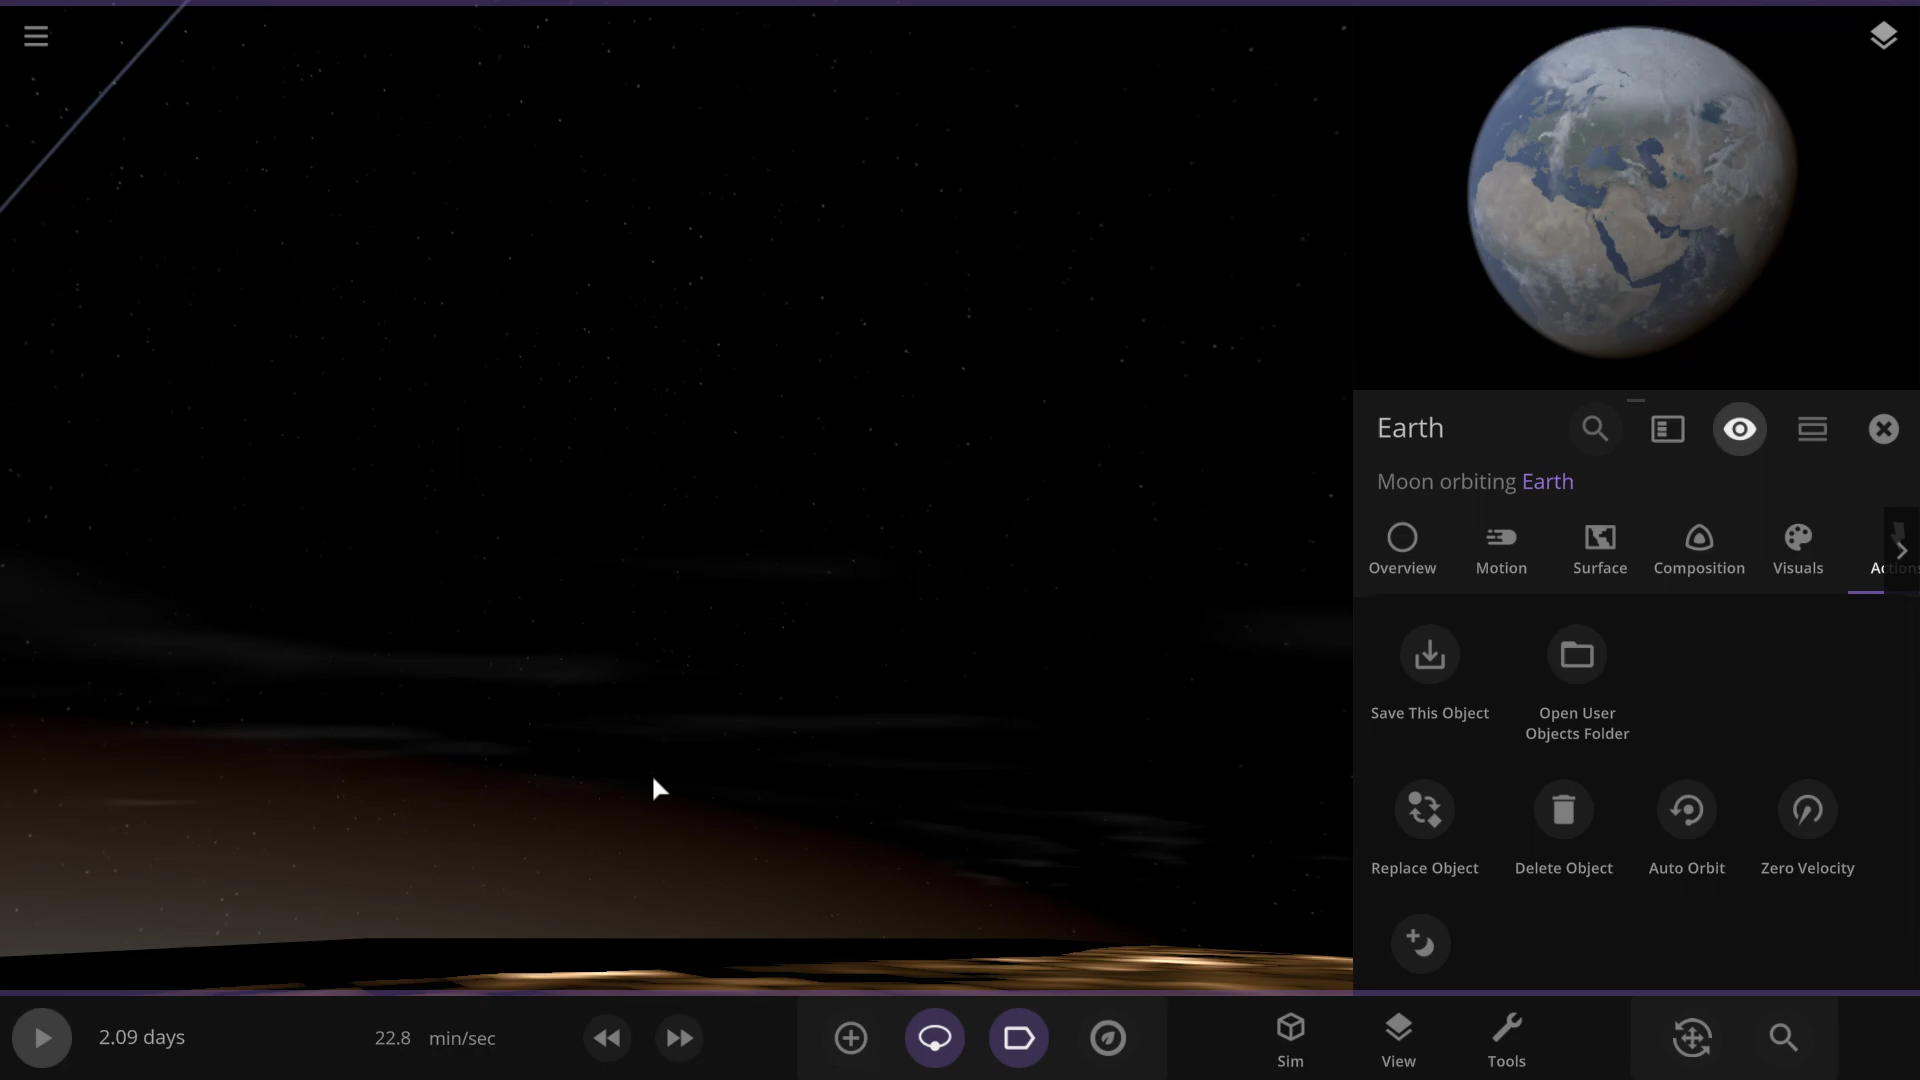 Earth
Moon orbiting Earth
Overview
Motion
Surface
Composition
Visuals
Actions
Save This Object
Open User
Objects Folder
Replace Object
Delete Object
Auto Orbit
Zero Velocity
2.09 days
22.8 min/sec
Sim
View
Tools